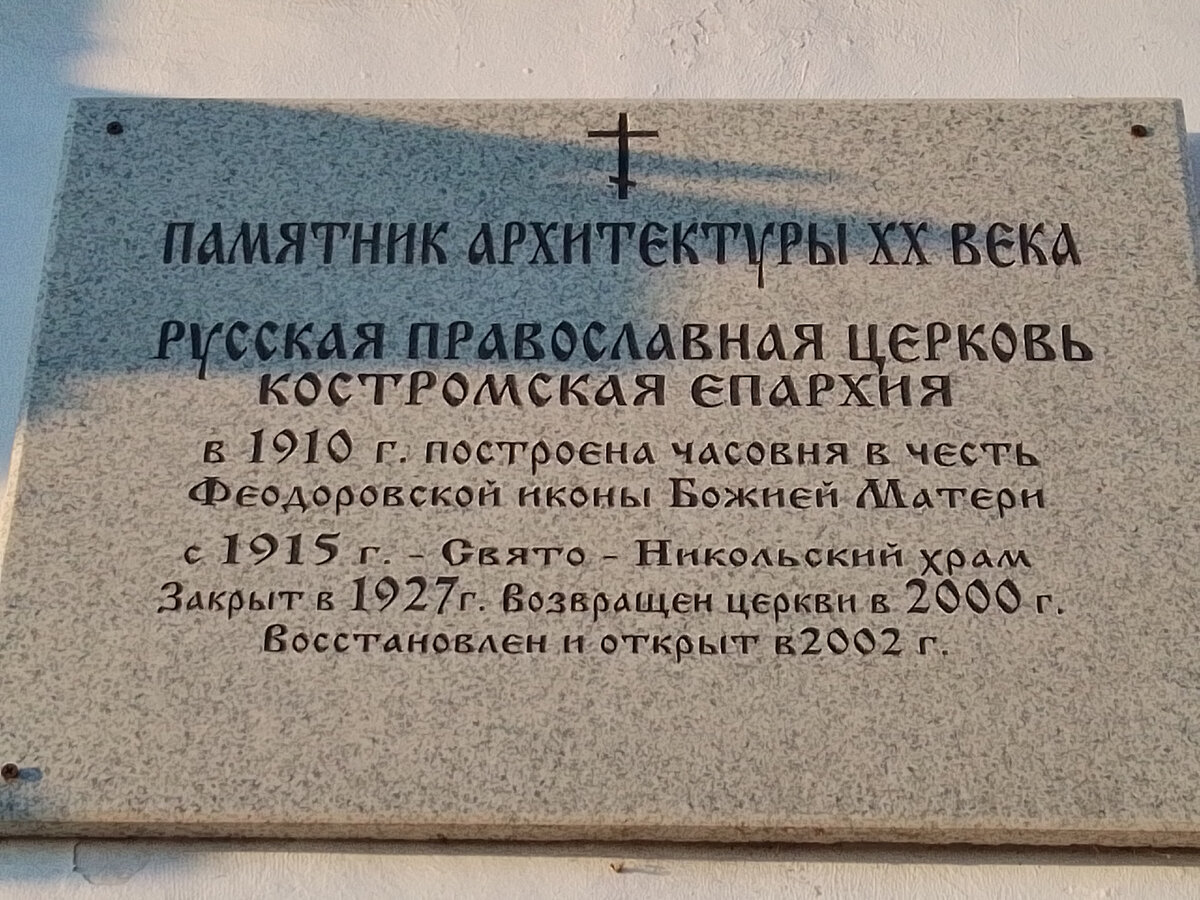 ПАМЯТНИК АРХИТЕКТУРЫ XX ВЕКА
РУССКАЯ ПРАВОСЛАВНАЯ ЦЕРКОВЬ
КОСТРОМСКАЯ ЕПАРХИЯ
в 1910 г. построена часовня в честь
Феодоровской иконы Божией Матери
с 1915 г. - Свято - Никольский храм
Закрыт в 1927г. Возвращен церкви в 2000 г.
Восстановлен и открыт в2002 г.